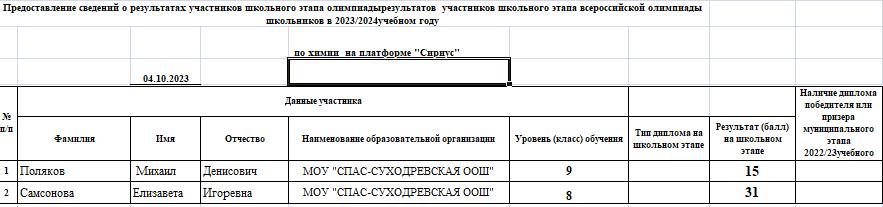 Предоставление сведений о результатах участников школьного этапа олимпиадырезультатов участников школьного этапа всероссийской олимпиады
школьников в 2023/2024учебном году
по химии на платформе "Сириус"
04.10.2023
№ п/п
Данные участника
Фамилия
Имя
Отчество
Наименование образовательной организации
Уровень (класс) обучения
Тип диплома на
школьном этапе
Результат (балл)
на школьном
этапе
Наличие диплома
победителя или
призера
муниципального
этапа
2022/23учебного
1 Поляков Михаил Денисович МОУ "СПАС-СУХОДРЕВСКАЯ ООШ" 9 15
2 Самсонова Елизавета Игоревна МОУ "СПАС-СУХОДРЕВСКАЯ ООШ" 8 31